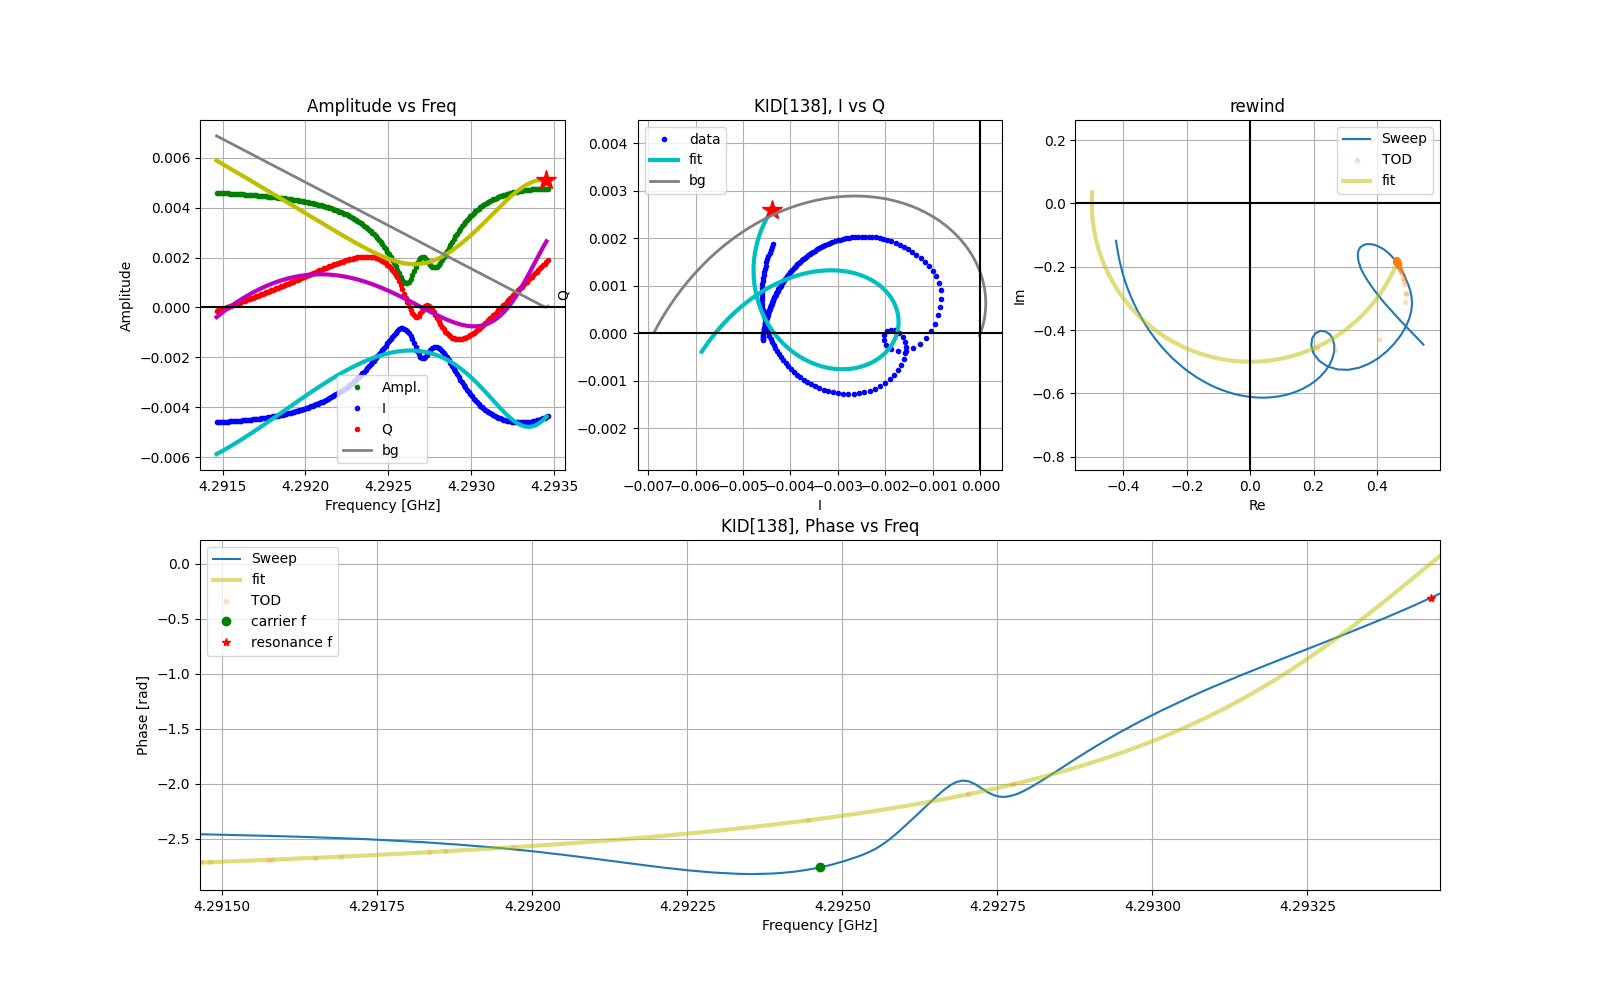 Amplitude vs Freq
Amplitude
0.006
0.004
0.002
0.000
−0.002
−0.004
−0.006
Ampl.
I
Q
bg
4.2915
4.2920
4.2925
4.2930
4.2935
Frequency [GHz]
KID[138], I vs Q
Q
0.004
0.003
0.002
0.001
0.000
−0.001
−0.002
data
fit
bg
−0.007
−0.006
−0.005
−0.004
−0.003
−0.002
−0.001
0.000
I
rewind
Im
0.2
0.0
−0.2
−0.4
−0.6
−0.8
Sweep
TOD
fit
−0.4
−0.2
0.0
0.2
0.4
Re
KID[138], Phase vs Freq
Phase [rad]
0.0
−0.5
−1.0
−1.5
−2.0
−2.5
Sweep
fit
TOD
carrier f
resonance f
4.29150
4.29175
4.29200
4.29225
4.29250
4.29275
4.29300
4.29325
Frequency [GHz]